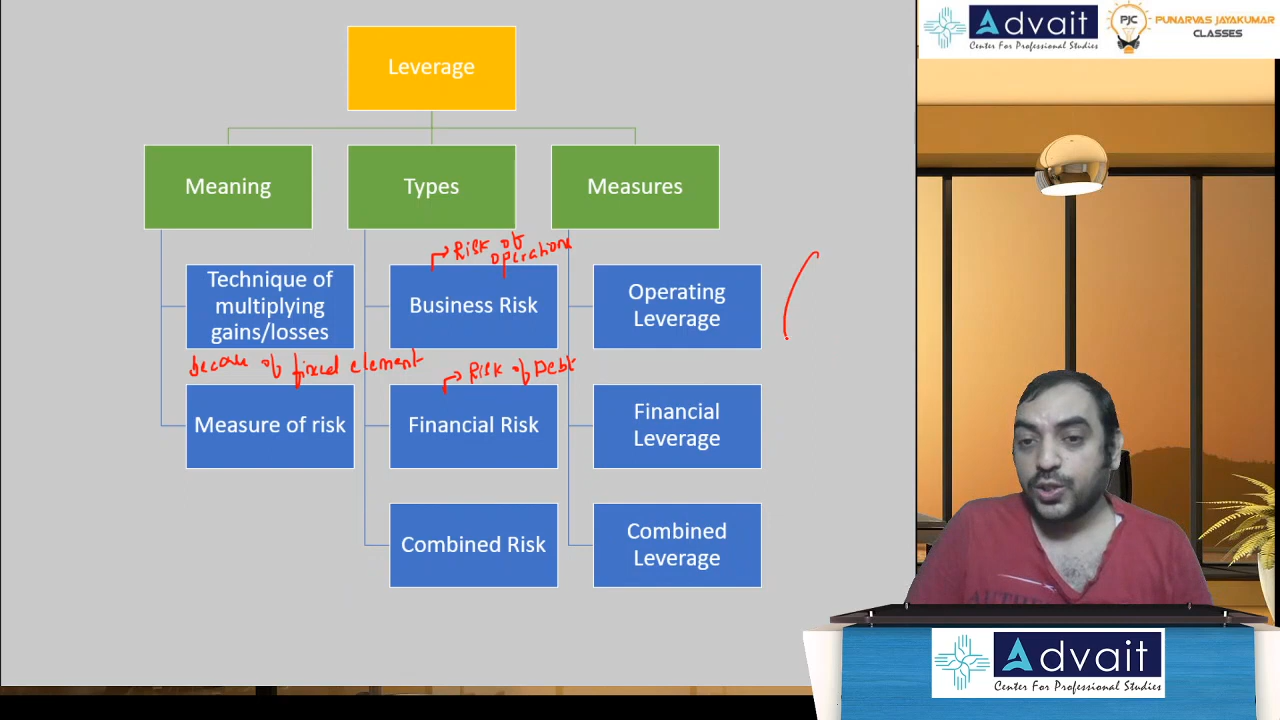 Advait
Center For Professional Studies
PJC
PUNARVAS JAYAKUMAR
CLASSES
Leverage
Meaning
Types
Measures
Risk of
operations
Technique of
multiplying
gains/losses
Business Risk
Operating
Leverage
because of fixed element
Risk of Debt
Measure of risk
Financial Risk
Financial
Leverage
Combined Risk
Combined
Leverage
Advait
Center For Professional Studies